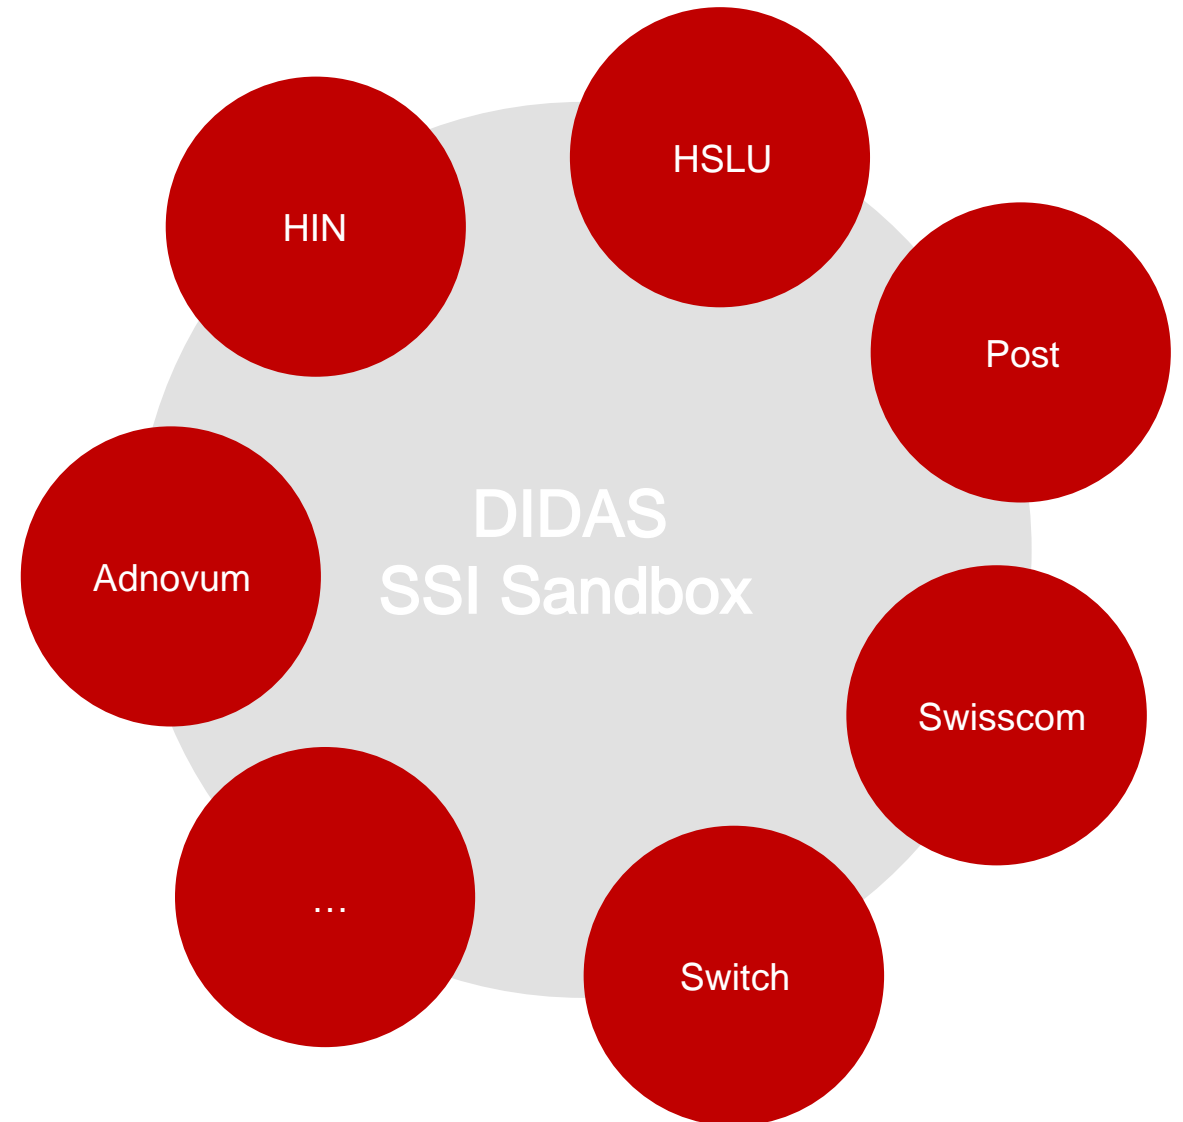 HSLU
HIN
Post
DIDAS
SSI Sandbox
Adnovum
Swisscom
...
Switch